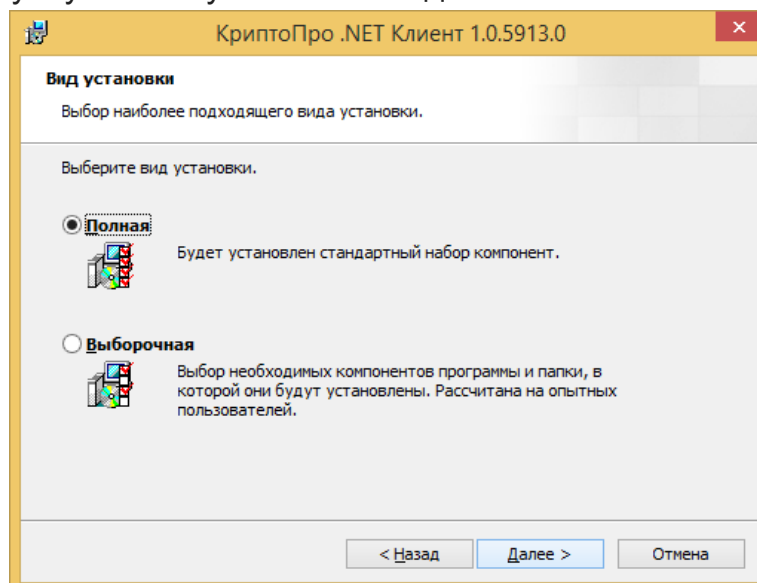 КриптоПро .NET Клиент 1.0.5913.0
Вид установки
Выбор наиболее подходящего вида установки.
Выберите вид установки.
Полная
Будет установлен стандартный набор компонент.
Выборочная
Выбор необходимых компонентов программы и папки, в
которой они будут установлены. Рассчитана на опытных
пользователей.
< Назад Далее > Отмена